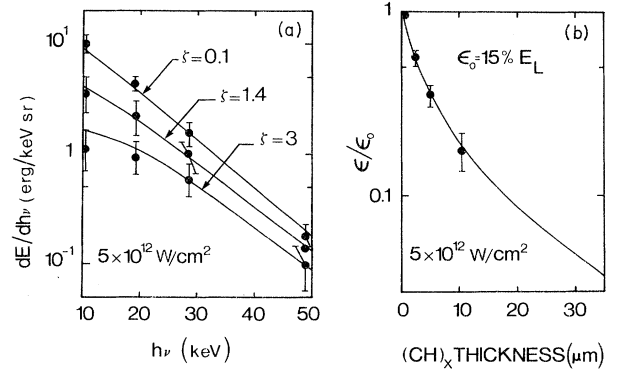 (a)
10¹
1
10⁻¹
dE/dhν (erg/keV sr)
ζ=0.1
ζ=1.4
ζ=3
5×10¹² W/cm²
10 20 30 40 50
hν (keV)
(b)
1
0.1
ϵ/ϵ₀
ϵ₀=15% E_L
5×10¹² W/cm²
0 10 20 30
(CH)ₓ THICKNESS(μm)